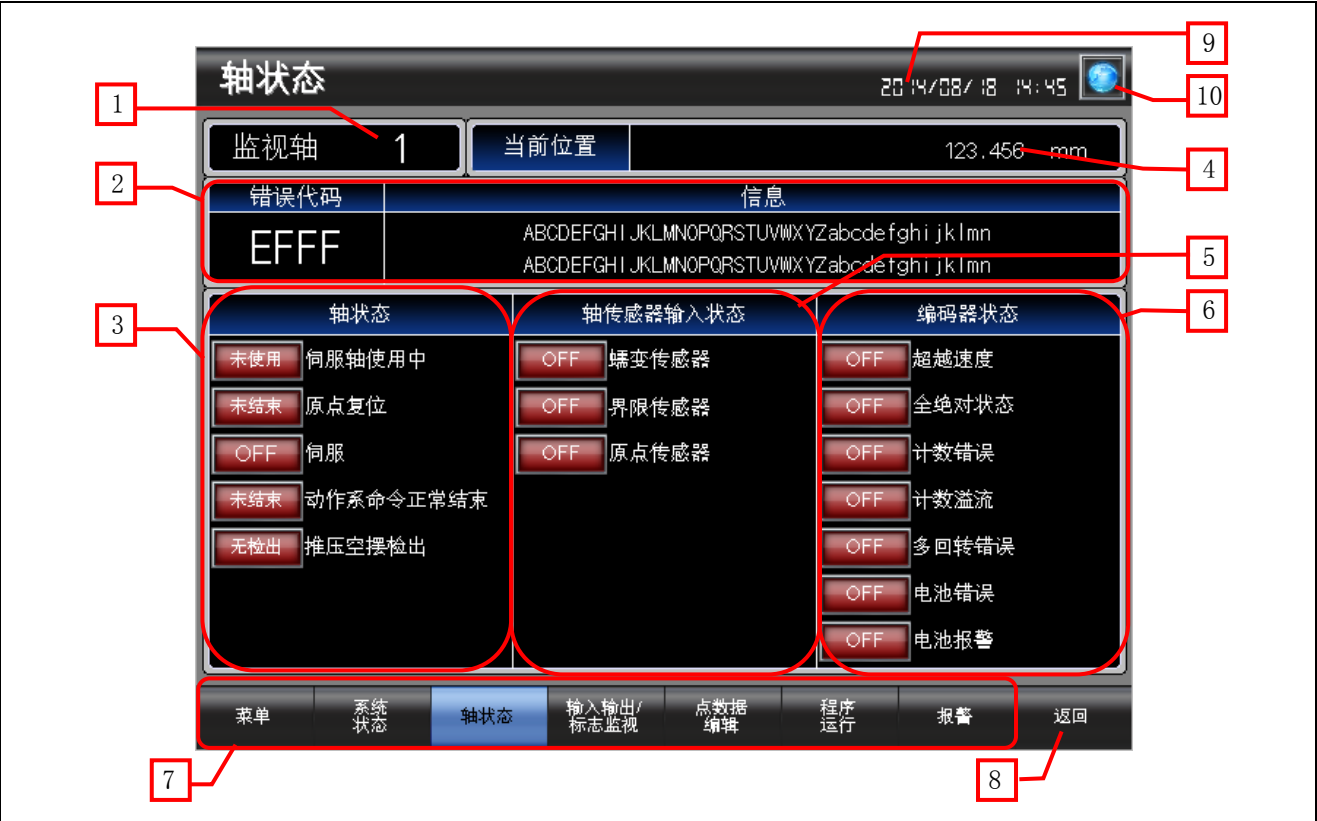 9
轴状态
2014/08/18 14:45
10
1
监视轴 1 当前位置 123.456 mm
4
2
错误代码 信息
EFFF
ABCDEFGHIJKLMNOPQRSTUVWXYZabcdefghijklmn
ABCDEFGHIJKLMNOPQRSTUVWXYZabcdefghijklmn
5
3
轴状态 轴传感器输入状态 编码器状态
6
未使用 伺服轴使用中 OFF 蠕变传感器 OFF 超越速度
未结束 原点复位 OFF 界限传感器 OFF 全绝对状态
OFF 伺服 OFF 原点传感器 OFF 计数错误
未结束 动作系命令正常结束 OFF 计数溢流
无检出 推压空摆检出 OFF 多回转错误
OFF 电池错误
OFF 电池报警
菜单 系统 轴状态 输入输出/ 点数据 程序 报警 返回
状态 标志监视 编辑 运行
7
8